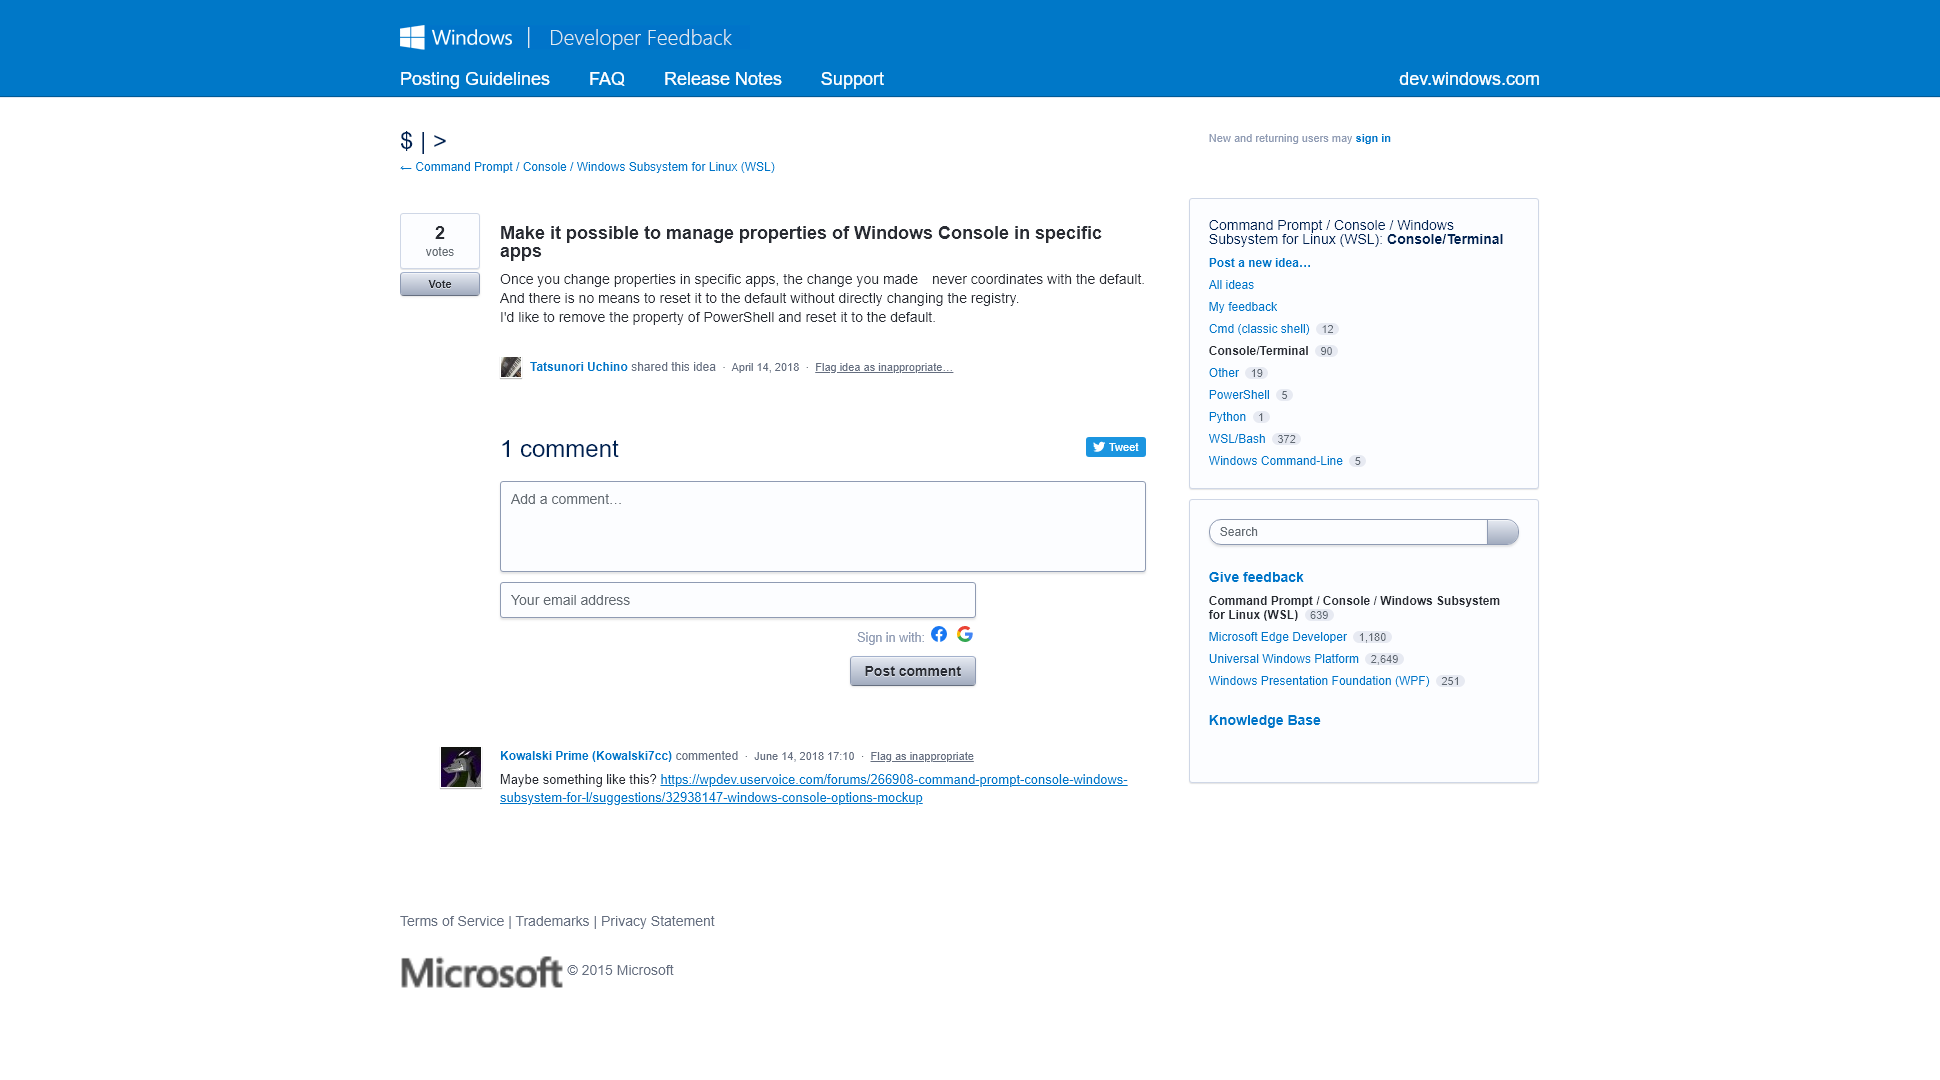 Windows | Developer Feedback
Posting Guidelines FAQ Release Notes Support dev.windows.com
$ | >
← Command Prompt / Console / Windows Subsystem for Linux (WSL)
2
votes
Vote
Make it possible to manage properties of Windows Console in specific
apps
Once you change properties in specific apps, the change you made　never coordinates with the default.
And there is no means to reset it to the default without directly changing the registry.
I'd like to remove the property of PowerShell and reset it to the default.
Tatsunori Uchino shared this idea · April 14, 2018 · Flag idea as inappropriate…
1 comment
Tweet
Add a comment…
Your email address
Sign in with:
Post comment
Kowalski Prime (Kowalski7cc) commented · June 14, 2018 17:10 · Flag as inappropriate
Maybe something like this? https://wpdev.uservoice.com/forums/266908-command-prompt-console-windows-
subsystem-for-l/suggestions/32938147-windows-console-options-mockup
New and returning users may sign in
Command Prompt / Console / Windows
Subsystem for Linux (WSL): Console/Terminal
Post a new idea…
All ideas
My feedback
Cmd (classic shell) 12
Console/Terminal 90
Other 19
PowerShell 5
Python 1
WSL/Bash 372
Windows Command-Line 5
Search
Give feedback
Command Prompt / Console / Windows Subsystem
for Linux (WSL) 639
Microsoft Edge Developer 1,180
Universal Windows Platform 2,649
Windows Presentation Foundation (WPF) 251
Knowledge Base
Terms of Service | Trademarks | Privacy Statement
Microsoft © 2015 Microsoft